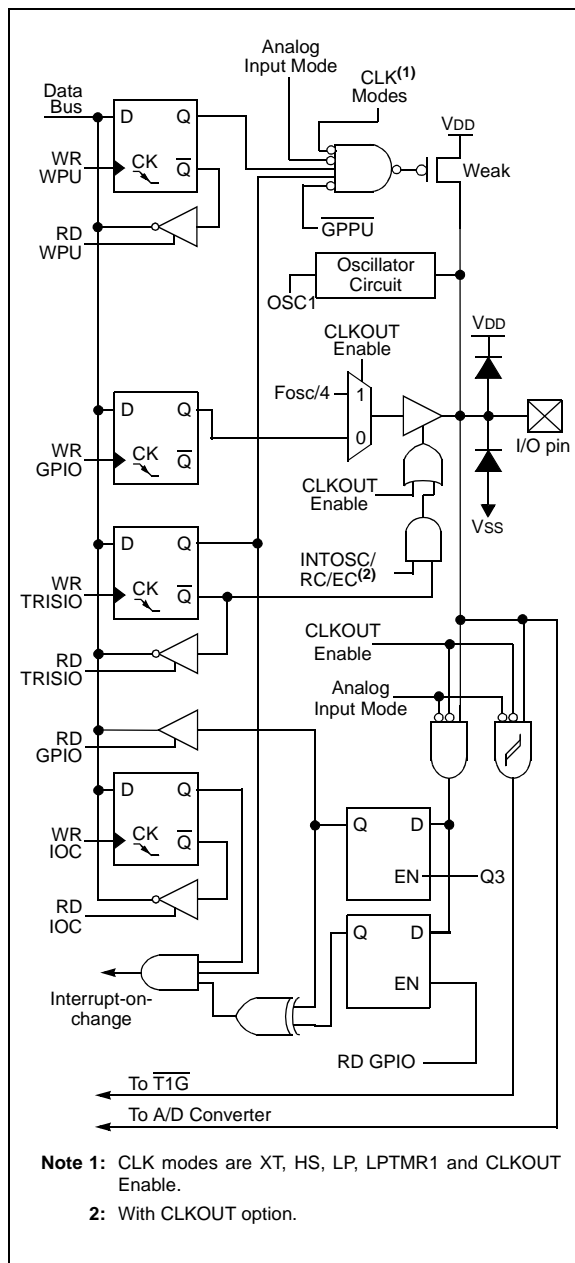 Analog
Input Mode
CLK(1)
Modes
Data
Bus
VDD
D Q
WR
WPU
CK
Q
Weak
RD
WPU
GPPU
Oscillator
Circuit
OSC1
CLKOUT
Enable
VDD
Fosc/4
1
D Q
0
WR
GPIO
CK
Q
I/O pin
CLKOUT
Enable
VSS
D Q
INTOSC/
RC/EC(2)
WR
TRISIO
CK
Q
CLKOUT
Enable
RD
TRISIO
Analog
Input Mode
RD
GPIO
D Q
WR
IOC
CK
Q
Q D
EN
Q3
RD
IOC
Q D
EN
Interrupt-on-
change
RD GPIO
To T1G
To A/D Converter
Note 1: CLK modes are XT, HS, LP, LPTMR1 and CLKOUT
Enable.
2: With CLKOUT option.